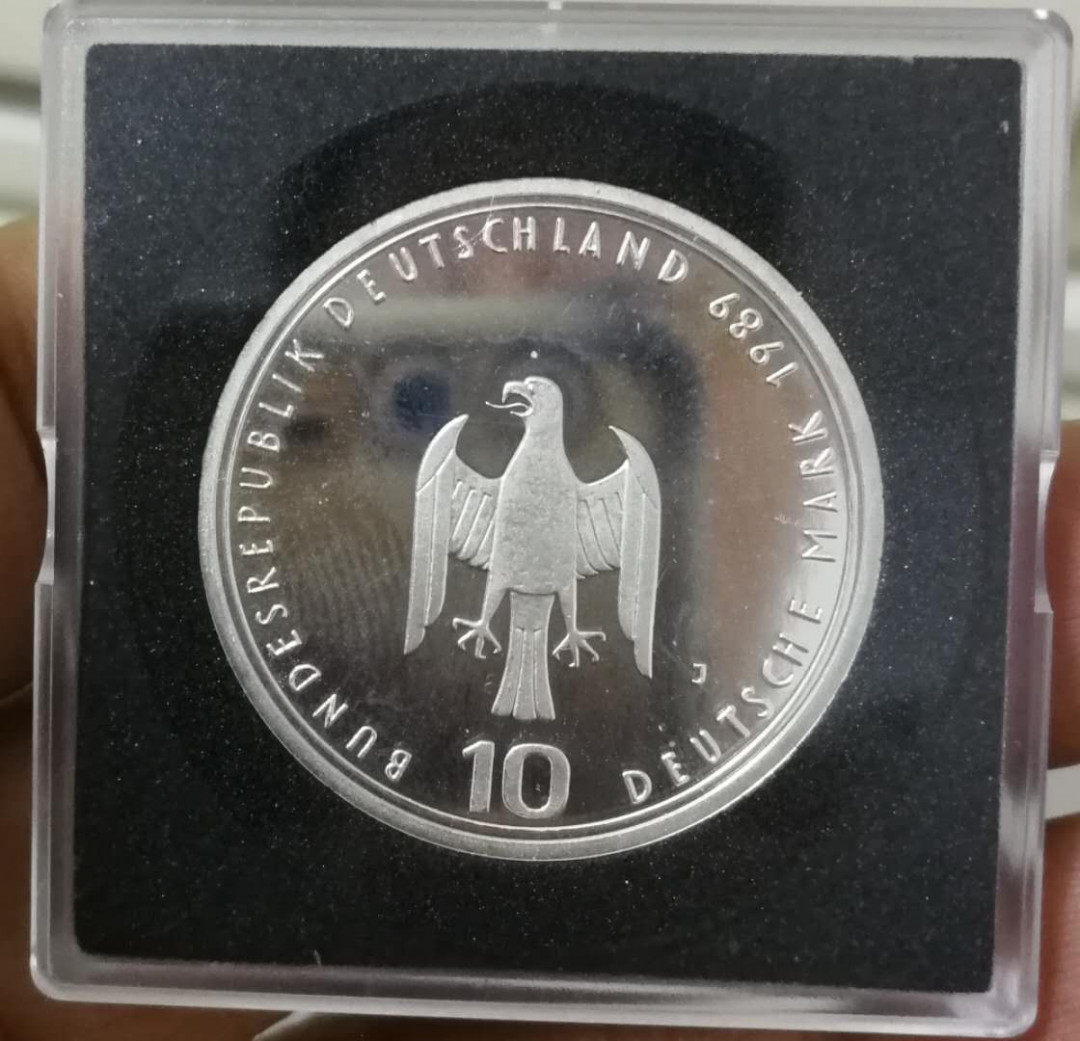 BUNDESREPUBLIK DEUTSCHLAND
J
10 DEUTSCHE MARK 1989